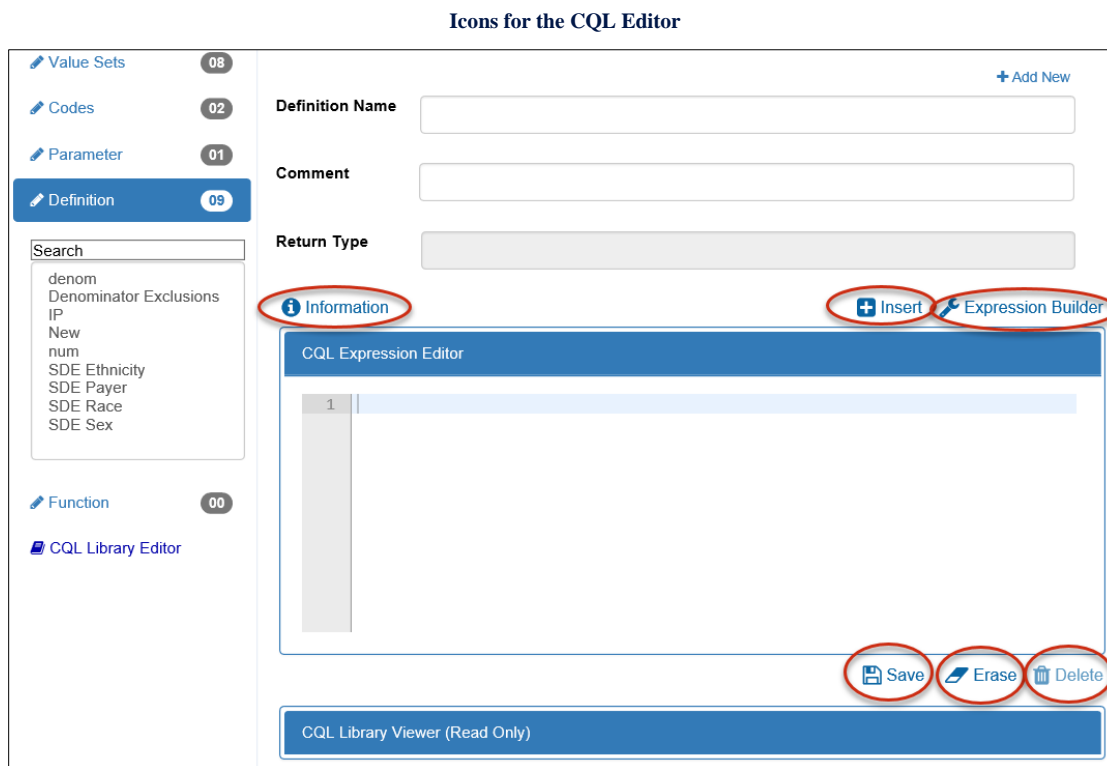 Icons for the CQL Editor
Value Sets 08
Codes 02
Parameter 01
Definition 09
Search
denom
Denominator Exclusions
IP
New
num
SDE Ethnicity
SDE Payer
SDE Race
SDE Sex
Function 00
CQL Library Editor
Add New
Definition Name
Comment
Return Type
Information Insert Expression Builder
CQL Expression Editor
1
Save Erase Delete
CQL Library Viewer (Read Only)